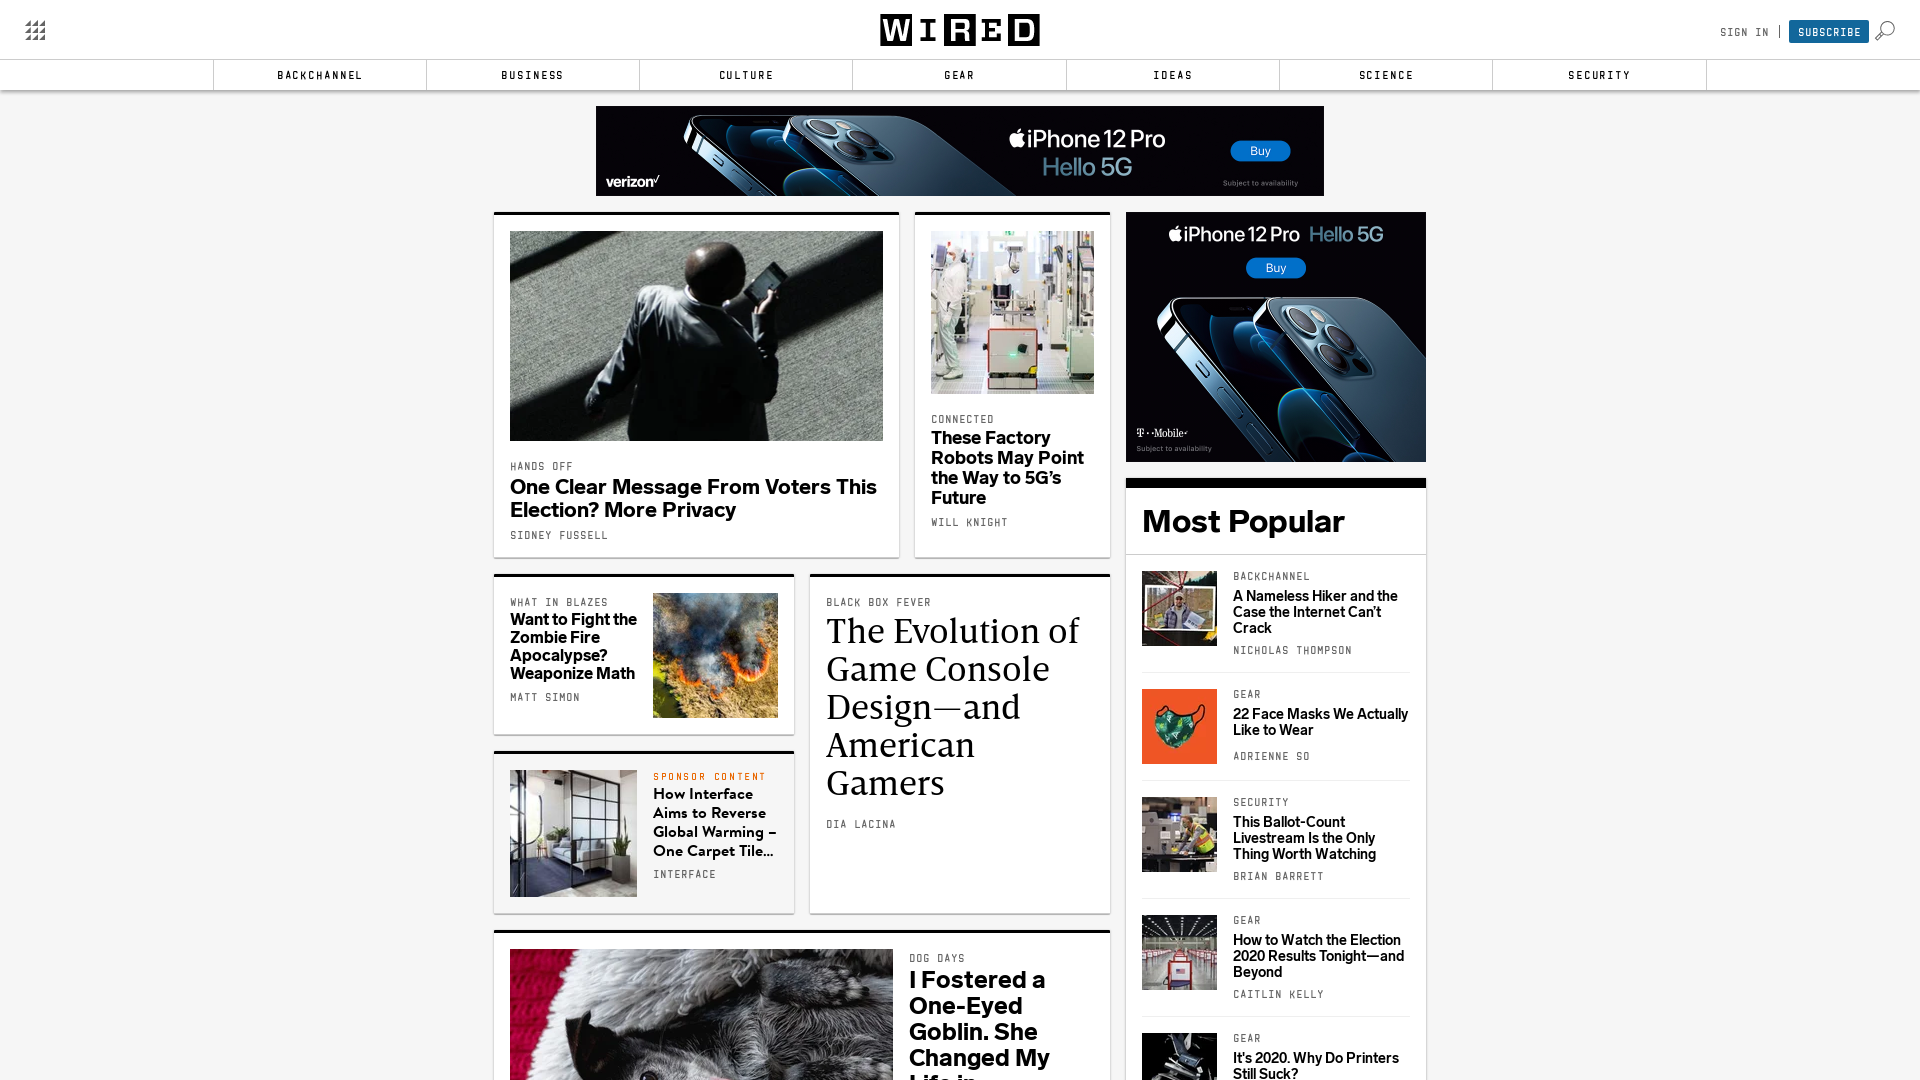 WIRED
SIGN IN
SUBSCRIBE
BACKCHANNEL
BUSINESS
CULTURE
GEAR
IDEAS
SCIENCE
SECURITY
verizon
iPhone 12 Pro
Hello 5G
Buy
Subject to availability
HANDS OFF
One Clear Message From Voters This
Election? More Privacy
SIDNEY FUSSELL
CONNECTED
These Factory
Robots May Point
the Way to 5G’s
Future
WILL KNIGHT
iPhone 12 Pro Hello 5G
Buy
T-Mobile
Subject to availability
WHAT IN BLAZES
Want to Fight the
Zombie Fire
Apocalypse?
Weaponize Math
MATT SIMON
SPONSOR CONTENT
How Interface
Aims to Reverse
Global Warming –
One Carpet Tile...
INTERFACE
BLACK BOX FEVER
The Evolution of
Game Console
Design—and
American
Gamers
DIA LACINA
DOG DAYS
I Fostered a
One-Eyed
Goblin. She
Changed My
Life in
Most Popular
BACKCHANNEL
A Nameless Hiker and the
Case the Internet Can’t
Crack
NICHOLAS THOMPSON
GEAR
22 Face Masks We Actually
Like to Wear
ADRIENNE SO
SECURITY
This Ballot-Count
Livestream Is the Only
Thing Worth Watching
BRIAN BARRETT
GEAR
How to Watch the Election
2020 Results Tonight—and
Beyond
CAITLIN KELLY
GEAR
It's 2020. Why Do Printers
Still Suck?